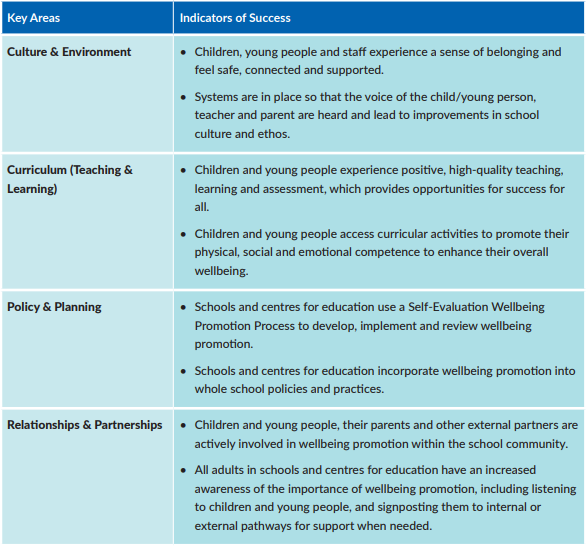 Key Areas
Indicators of Success
Culture & Environment
• Children, young people and staff experience a sense of belonging and
feel safe, connected and supported.
• Systems are in place so that the voice of the child/young person,
teacher and parent are heard and lead to improvements in school
culture and ethos.
Curriculum (Teaching &
Learning)
• Children and young people experience positive, high-quality teaching,
learning and assessment, which provides opportunities for success for
all.
• Children and young people access curricular activities to promote their
physical, social and emotional competence to enhance their overall
wellbeing.
Policy & Planning
• Schools and centres for education use a Self-Evaluation Wellbeing
Promotion Process to develop, implement and review wellbeing
promotion.
• Schools and centres for education incorporate wellbeing promotion into
whole school policies and practices.
Relationships & Partnerships
• Children and young people, their parents and other external partners are
actively involved in wellbeing promotion within the school community.
• All adults in schools and centres for education have an increased
awareness of the importance of wellbeing promotion, including listening
to children and young people, and signposting them to internal or
external pathways for support when needed.